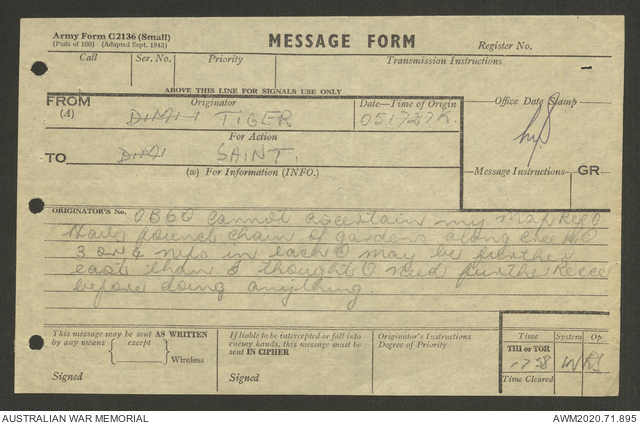 Army Form C2136 (Small)
(Pads of 100) (Adapted Sept. 1943)
MESSAGE FORM
Register No.
Call Ser. No. Priority Transmission Instructions
ABOVE THIS LINE FOR SIGNALS USE ONLY
FROM Originator Date—Time of Origin Office Date Stamp
(A) TIGER 051727K.
For Action
TO SAINT.
(w) For Information (INFO.) Message Instructions GR
ORIGINATOR'S No. OB60 Cannot ascertain my Map Ref O
Have found chain of gardens along O
3 or 4 nips in each O may be further
east than I thought O need further Recce
before doing anything.
This message may be sent AS WRITTEN
by any means except
Wireless
Signed
If liable to be intercepted or fall into
enemy hands, this message must be
sent IN CIPHER
Signed
Originator's Instructions
Degree of Priority
Time System Op
THI or TOR
1758
Time Cleared
AUSTRALIAN WAR MEMORIAL AWM2020.71.895